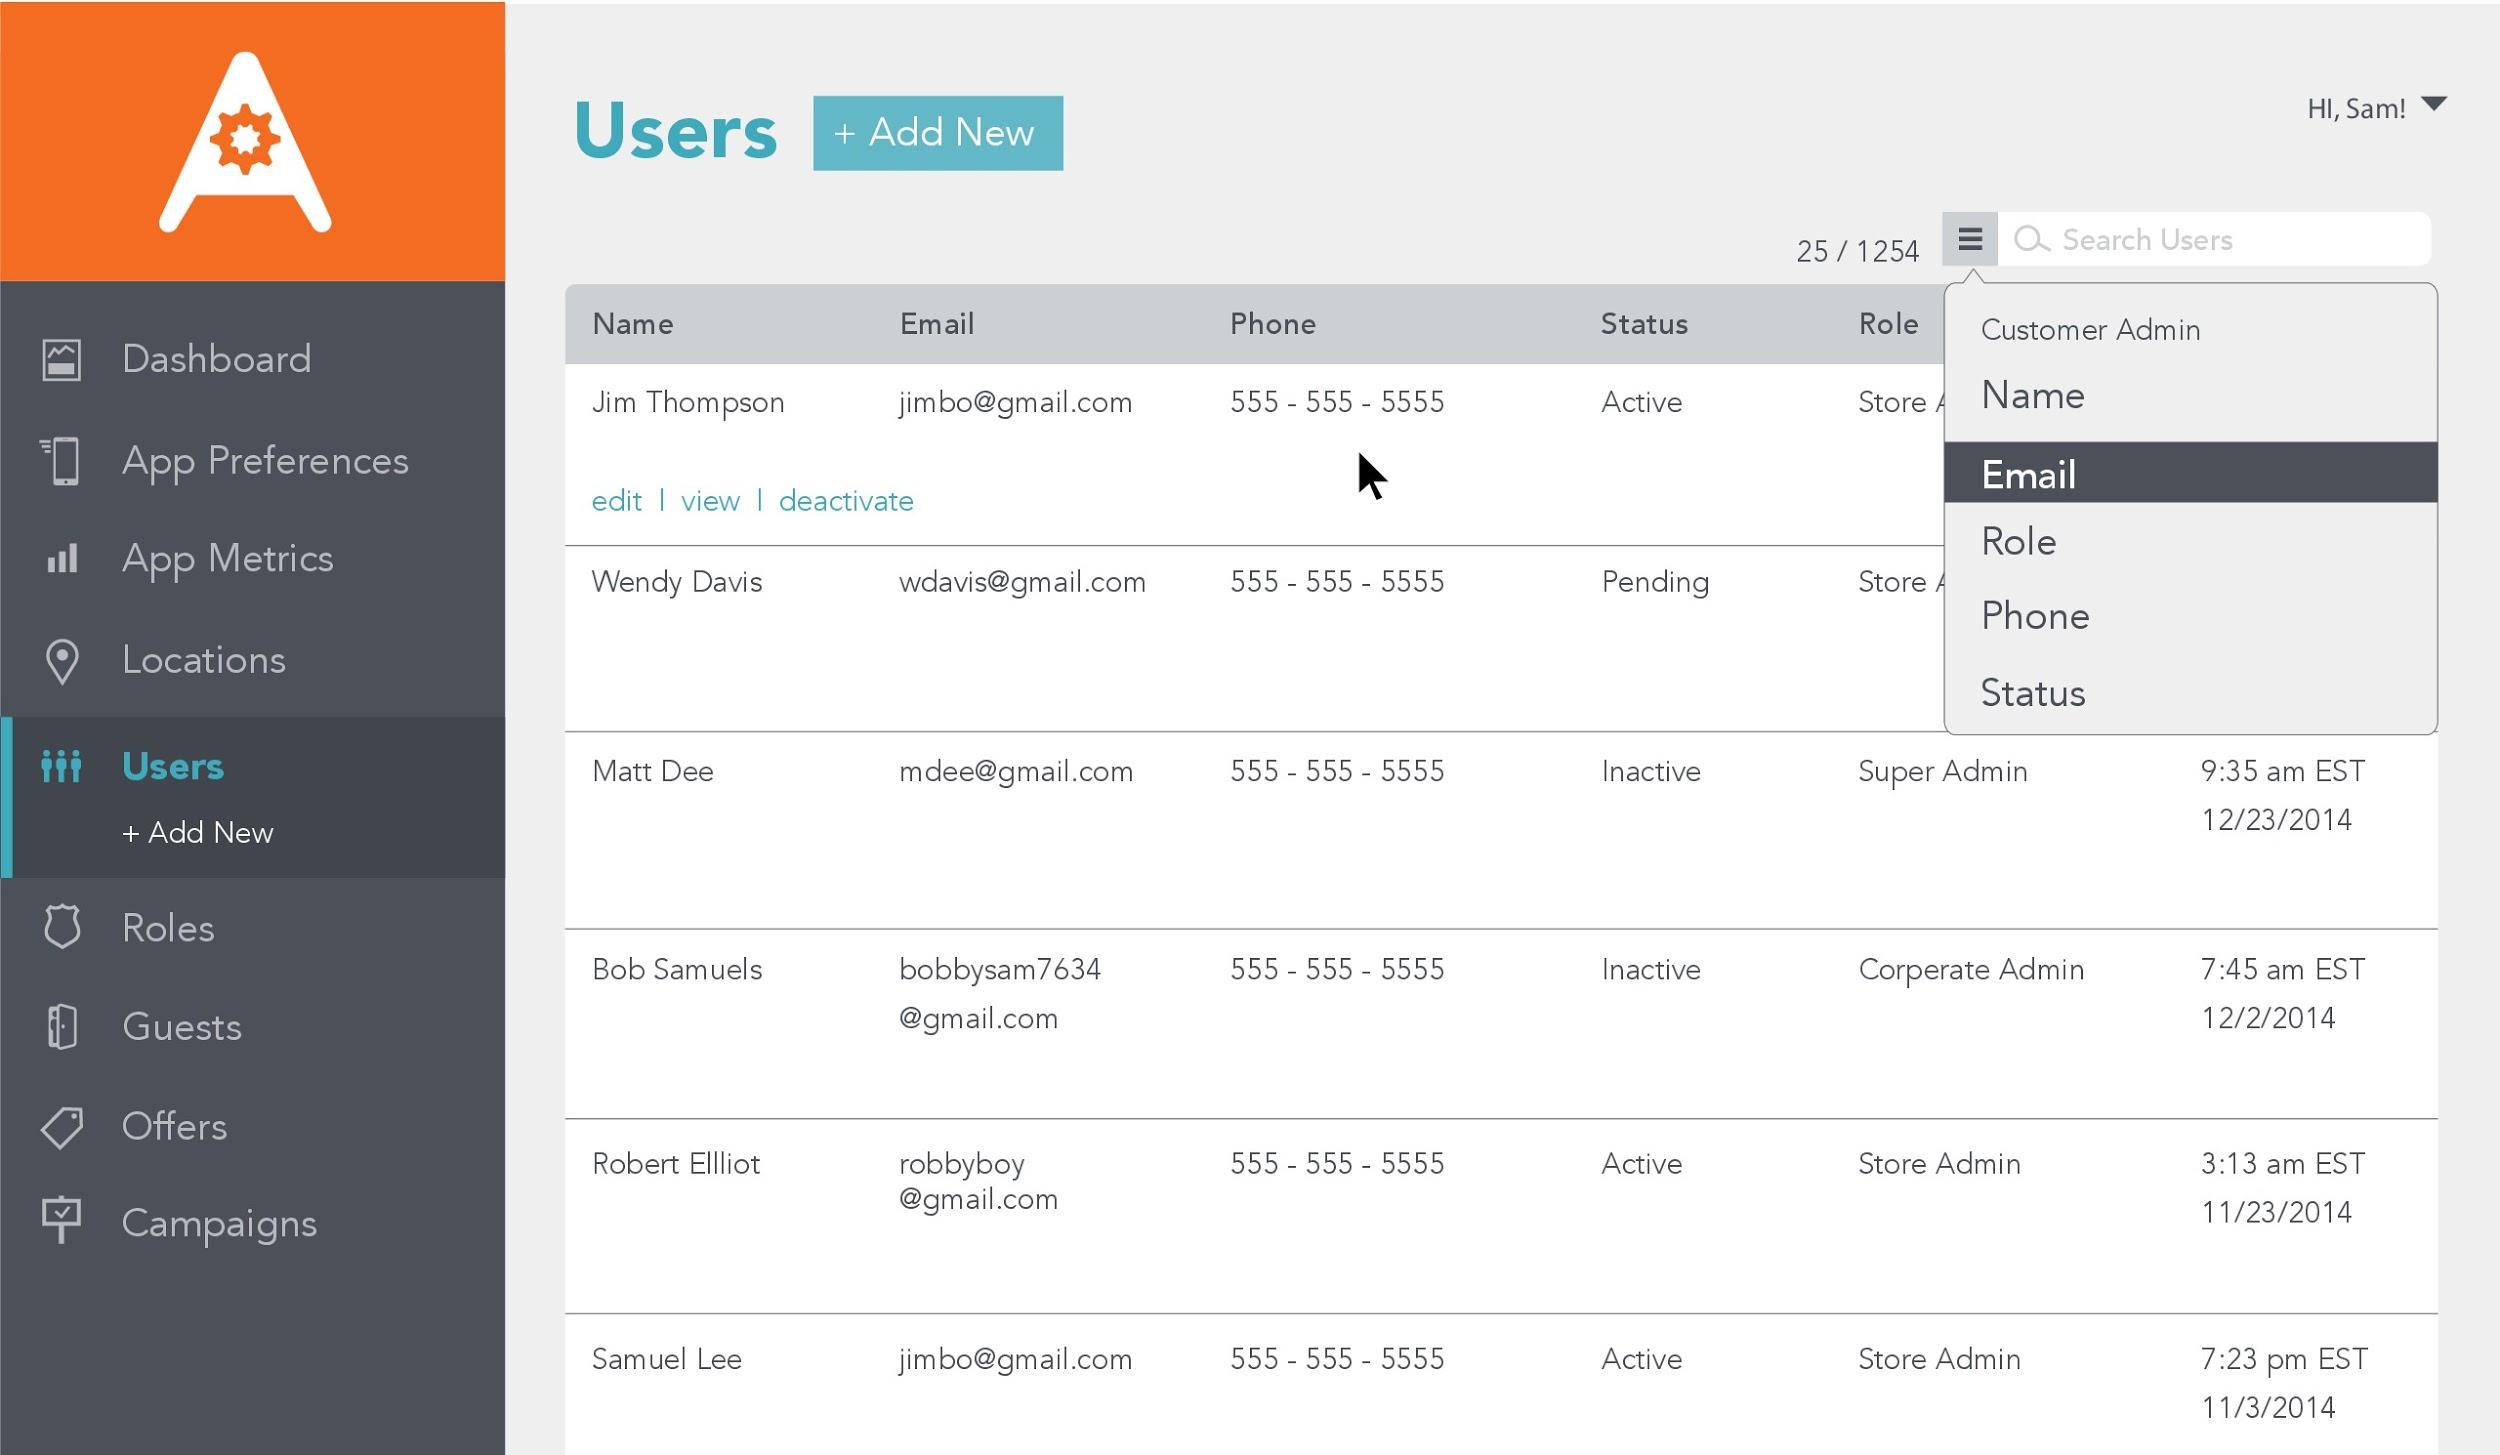 Users
+ Add New
HI, Sam!
25 / 1254
Search Users
Dashboard
App Preferences
App Metrics
Locations
Users
+ Add New
Roles
Guests
Offers
Campaigns
Name Email Phone Status Role
Customer Admin
Name
Email
Role
Phone
Status
Jim Thompson jimbo@gmail.com 555 - 555 - 5555 Active Store
edit | view | deactivate
Wendy Davis wdavis@gmail.com 555 - 555 - 5555 Pending Store
Matt Dee mdee@gmail.com 555 - 555 - 5555 Inactive Super Admin 9:35 am EST
12/23/2014
Bob Samuels bobbysam7634 555 - 555 - 5555 Inactive Corperate Admin 7:45 am EST
@gmail.com 12/2/2014
Robert Ellliot robbyboy 555 - 555 - 5555 Active Store Admin 3:13 am EST
@gmail.com 11/23/2014
Samuel Lee jimbo@gmail.com 555 - 555 - 5555 Active Store Admin 7:23 pm EST
11/3/2014